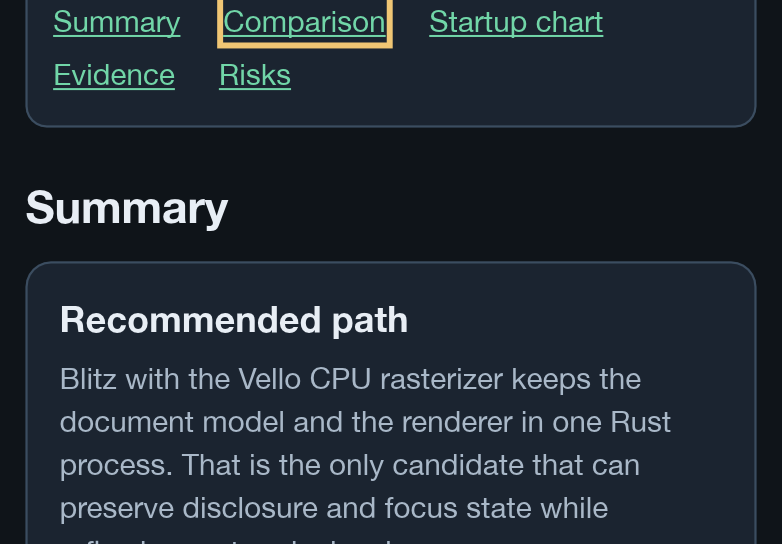 Summary Comparison Startup chart
Evidence Risks
Summary
Recommended path
Blitz with the Vello CPU rasterizer keeps the
document model and the renderer in one Rust
process. That is the only candidate that can
preserve disclosure and focus state while